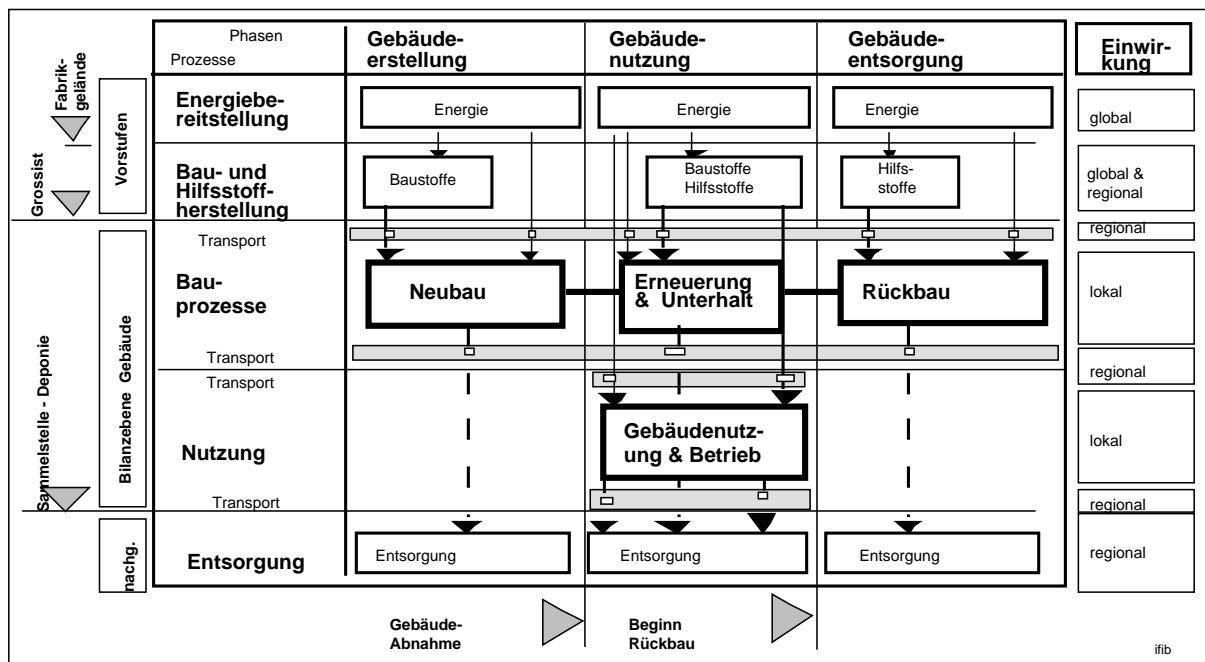 Phasen
Prozesse
Gebäude-
erstellung
Gebäude-
nutzung
Gebäude-
entsorgung
Einwir-
kung
Fabrik-
gelände
Vorstufen
Grossist
Energiebe-
reitstellung
Energie
Energie
Energie
global
Bau- und
Hilfsstoff-
herstellung
Baustoffe
Baustoffe
Hilfsstoffe
Hilfs-
stoffe
global &
regional
Transport
regional
Sammelstelle - Deponie
Bilanzebene Gebäude
Bau-
prozesse
Neubau
Erneuerung
& Unterhalt
Rückbau
lokal
Transport
Transport
regional
Nutzung
Gebäudenutz-
ung & Betrieb
lokal
Transport
regional
nachg.
Entsorgung
Entsorgung
Entsorgung
Entsorgung
regional
Gebäude-
Abnahme
Beginn
Rückbau
ifib